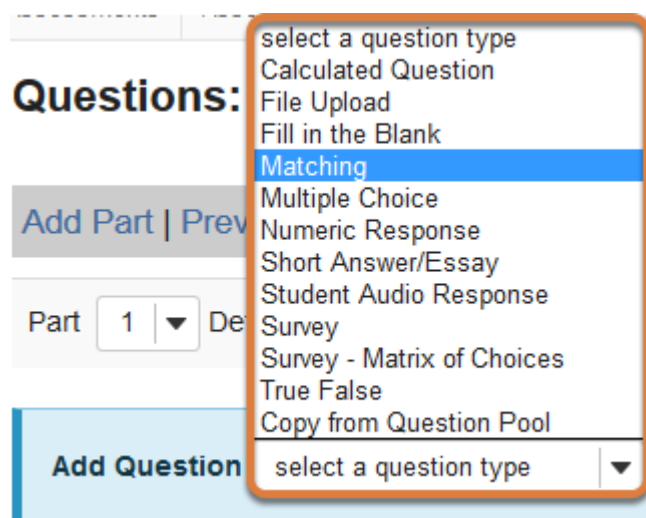 select a question type
Calculated Question
Questions:
File Upload
Fill in the Blank
Matching
Multiple Choice
Add Part | Prev
Numeric Response
Short Answer/Essay
Student Audio Response
Part 1 De
Survey
Survey - Matrix of Choices
True False
Copy from Question Pool
Add Question select a question type